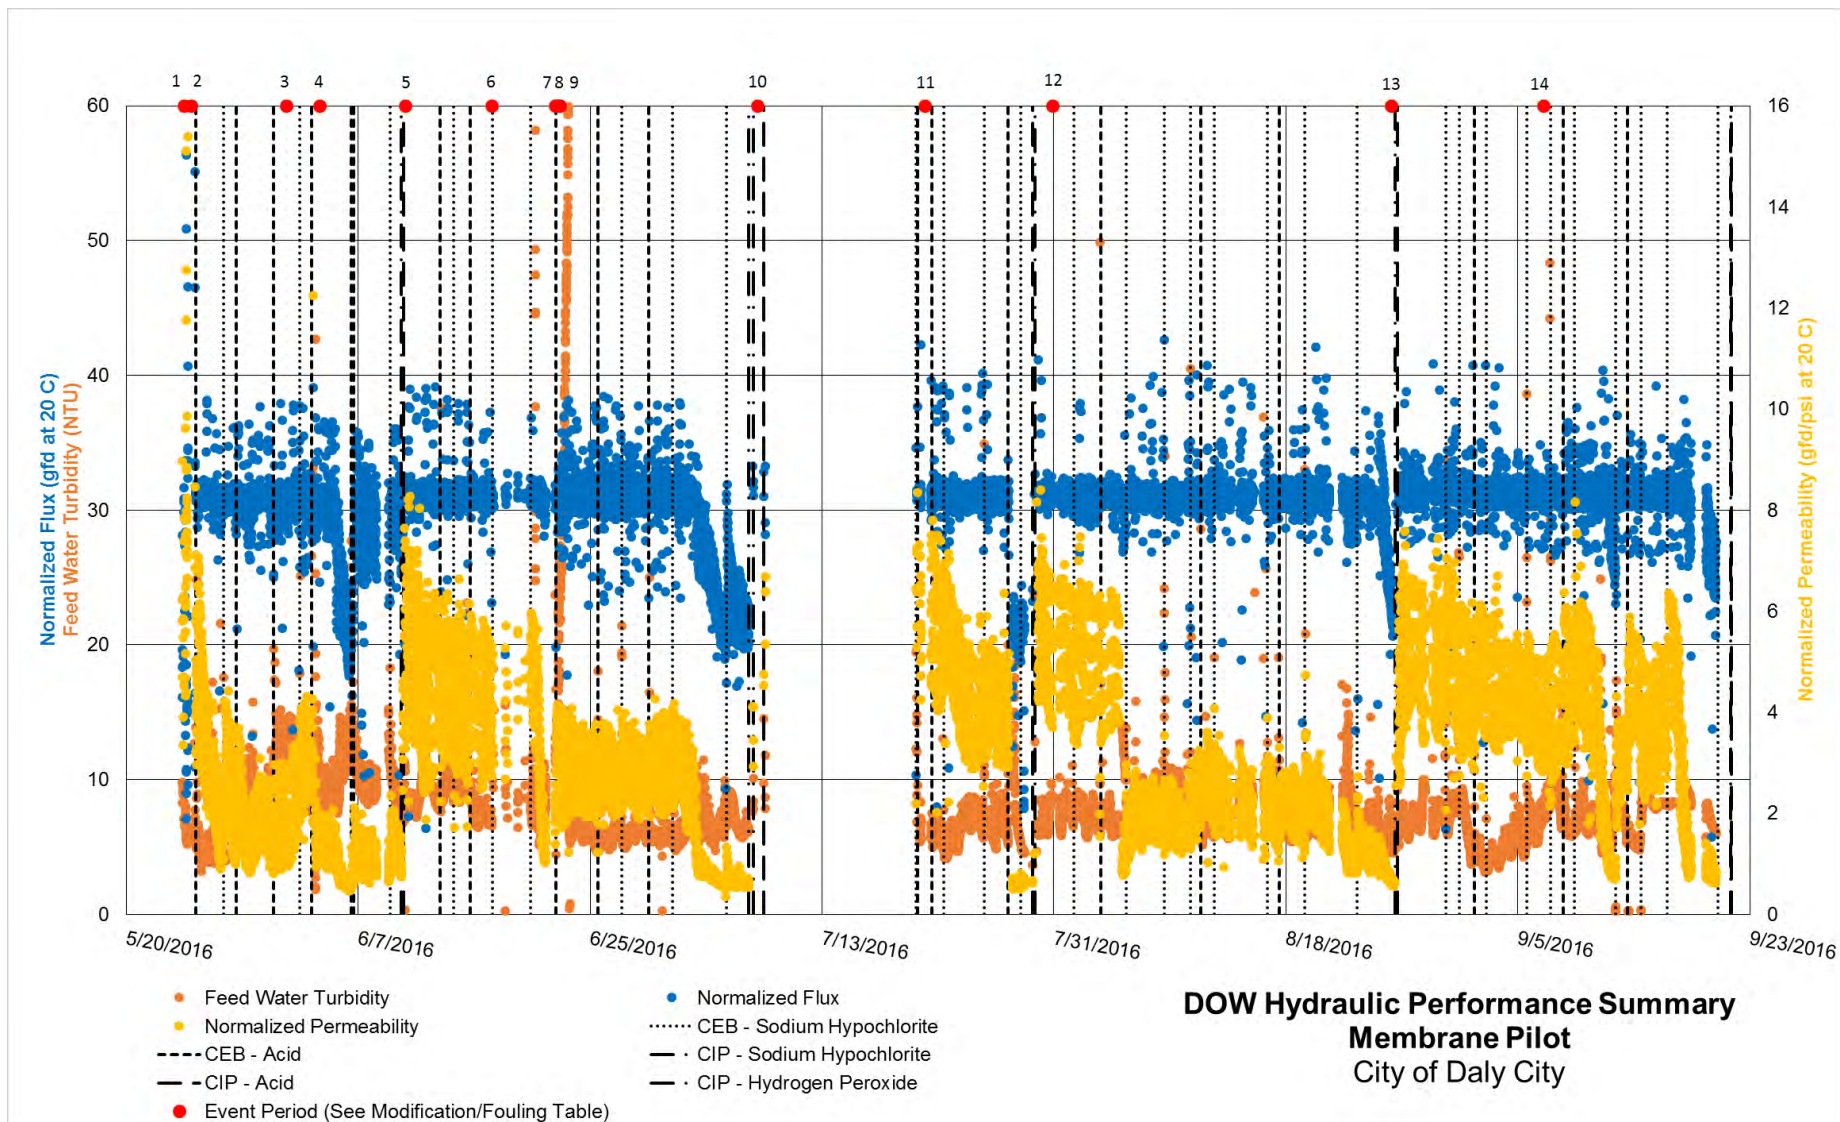 1 2 3 4 5 6 7 8 9 10 11 12 13 14
60 16
14
50
12
40
10
30 8
6
20
4
10
2
0 0
Normalized Flux (gfd at 20 C)
Feed Water Turbidity (NTU)
Normalized Permeability (gfd/psi at 20 C)
5/20/2016 6/7/2016 6/25/2016 7/13/2016 7/31/2016 8/18/2016 9/5/2016 9/23/2016
Feed Water Turbidity
Normalized Flux
Normalized Permeability
CEB - Sodium Hypochlorite
CEB - Acid
CIP - Sodium Hypochlorite
CIP - Acid
CIP - Hydrogen Peroxide
Event Period (See Modification/Fouling Table)
DOW Hydraulic Performance Summary
Membrane Pilot
City of Daly City